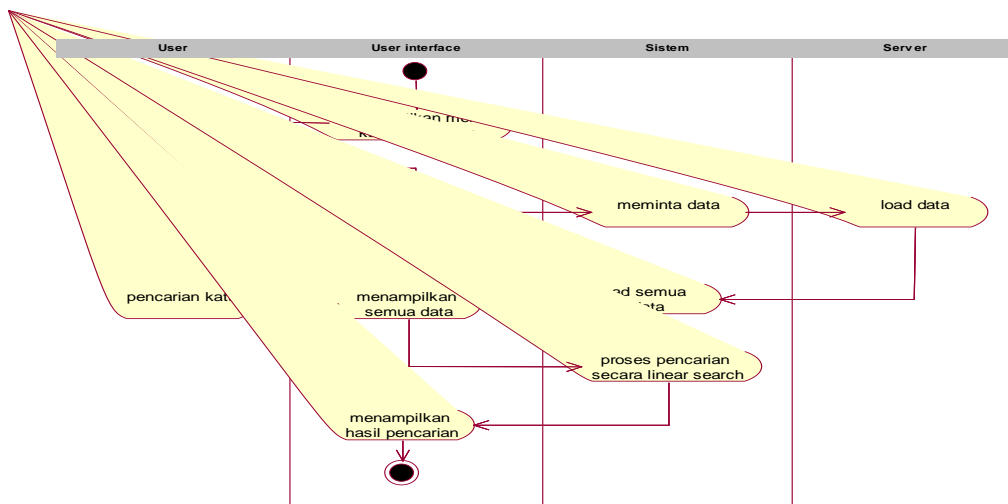 User
User interface
Sistem
Server
meminta data
load data
pencarian
menampilkan
semua data
semua
proses pencarian
secara linear search
menampilkan
hasil pencarian